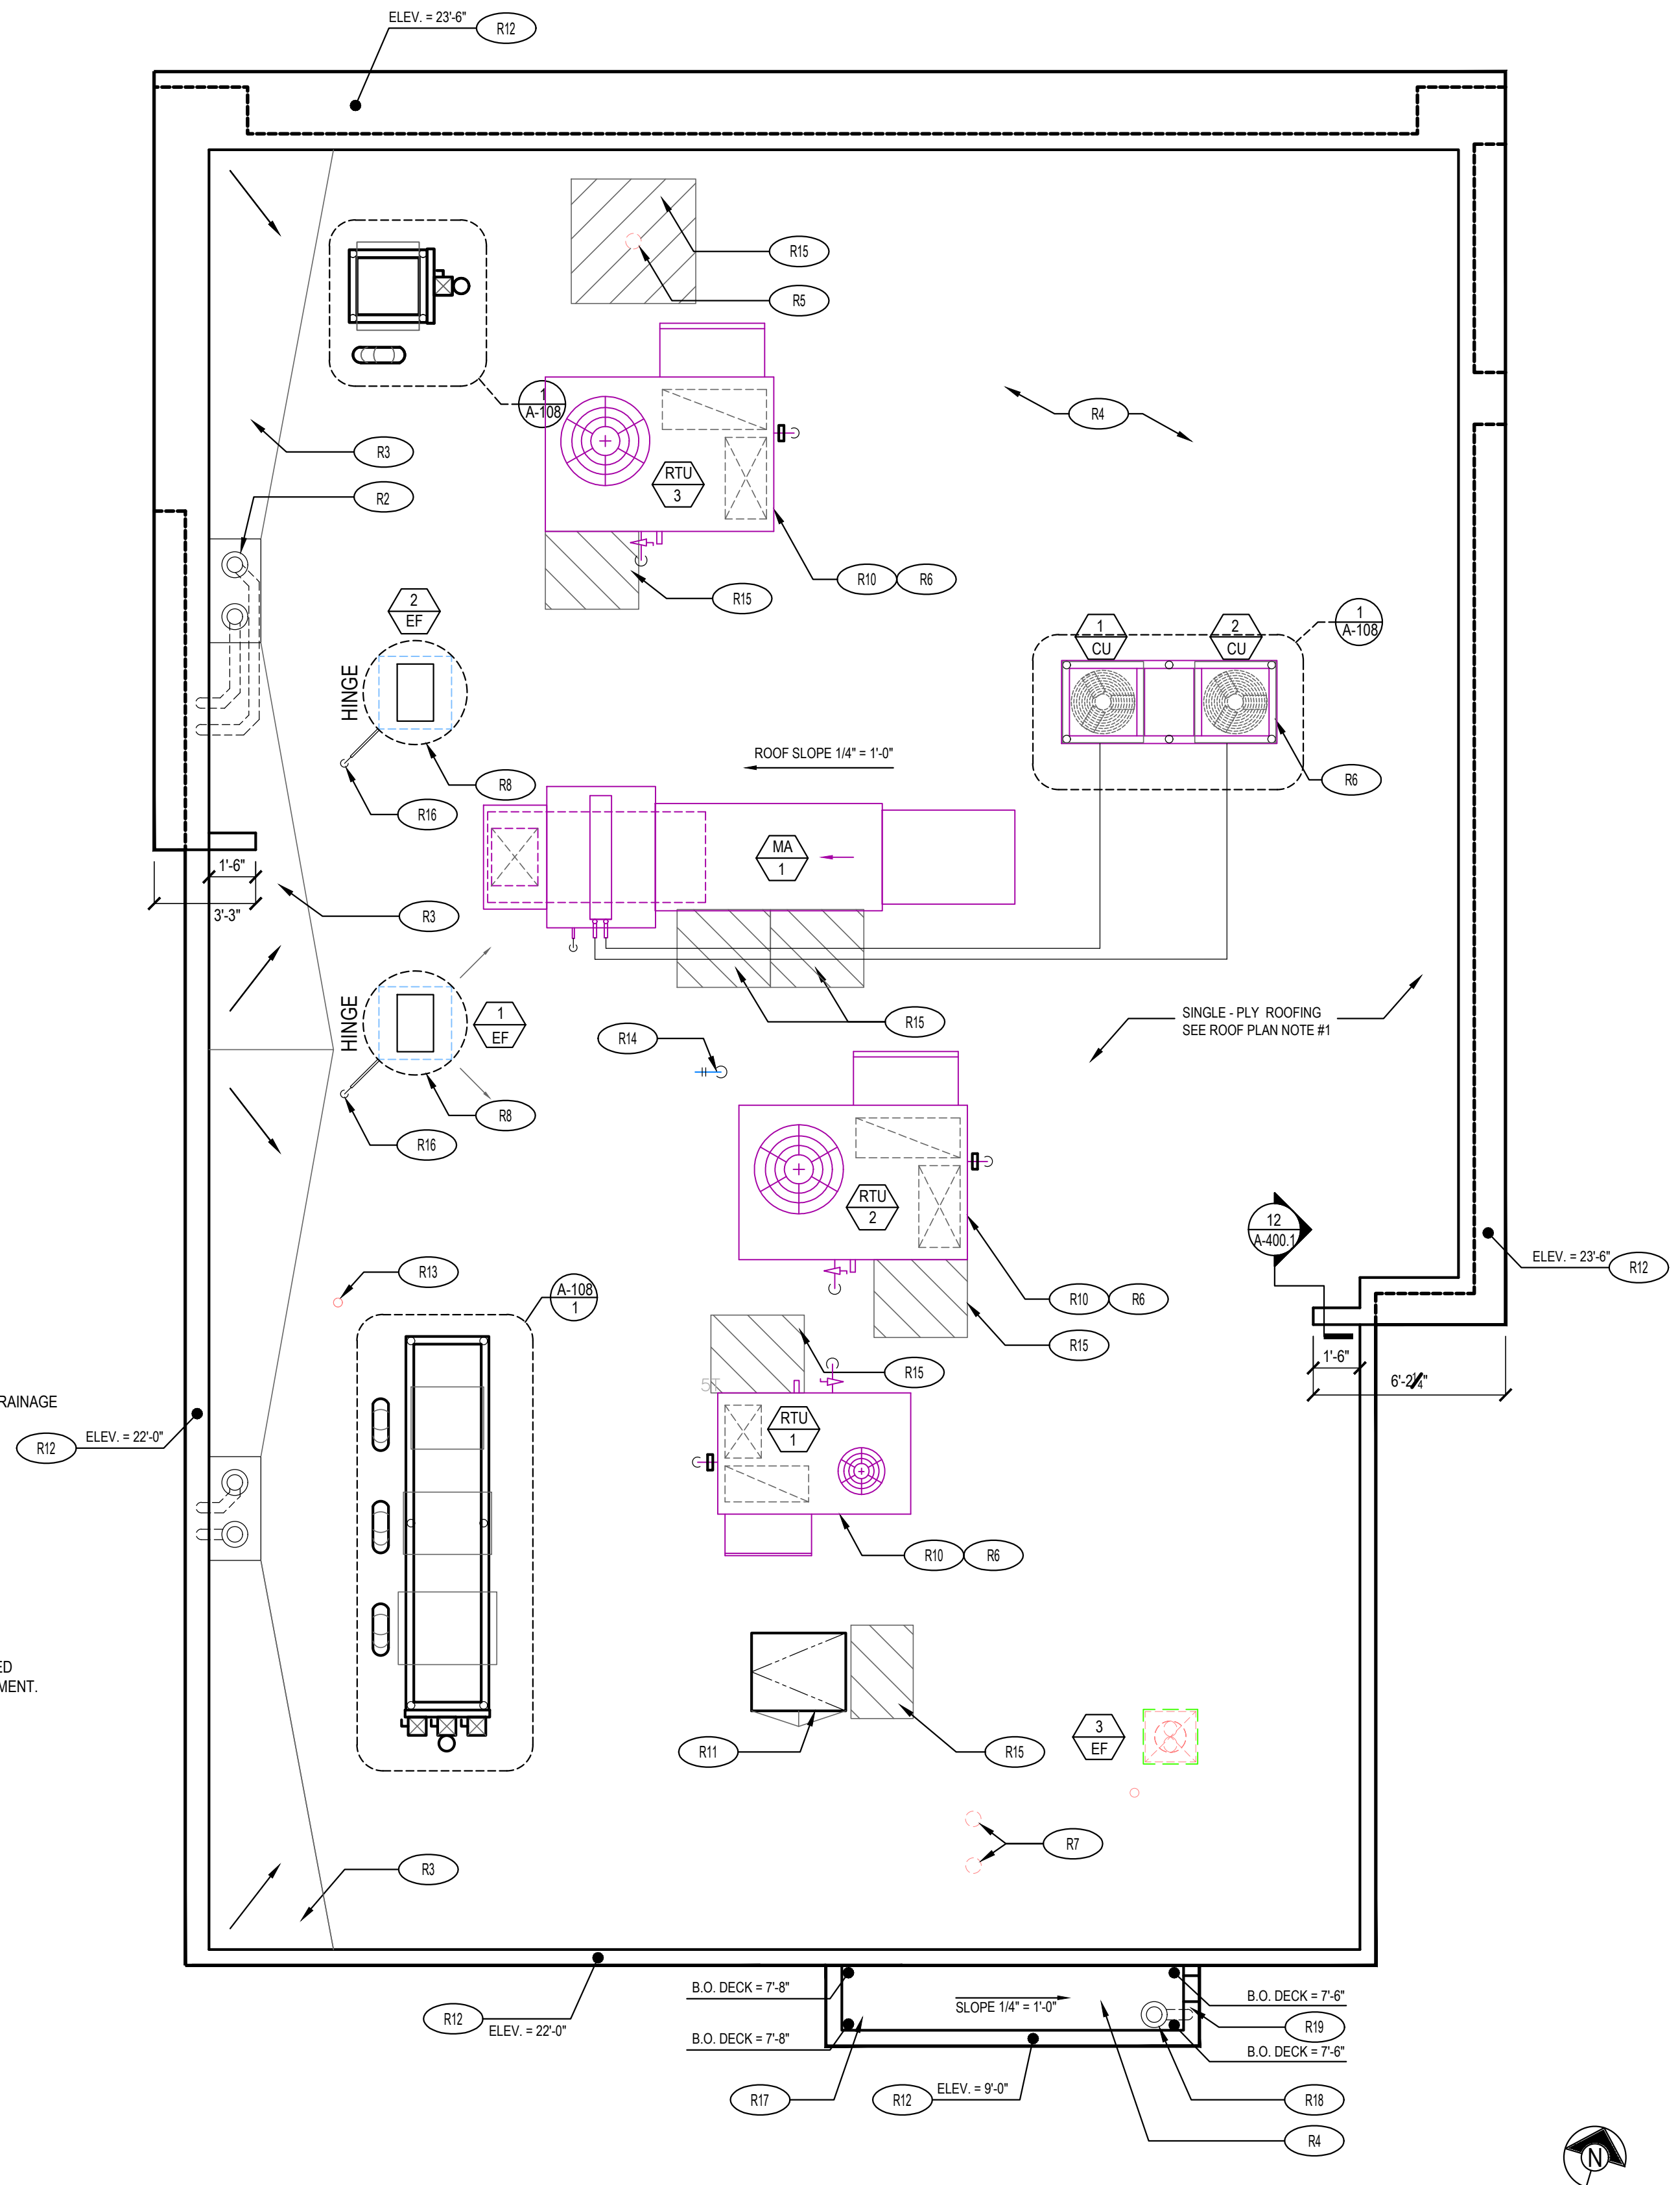 ELEV. = 23'-6"
R12
R15
R5
1
A-108
R4
R3
R2
RTU
3
R10
R6
R15
2
EF
HINGE
1
CU
2
CU
1
A-108
ROOF SLOPE 1/4" = 1'-0"
R8
R6
R16
MA
1
1'-6"
3'-3"
R3
HINGE
1
EF
R15
SINGLE - PLY ROOFING
SEE ROOF PLAN NOTE #1
R14
R8
R16
RTU
2
12
A-400.1
ELEV. = 23'-6"
R12
R13
A-108
1
R10
R6
R15
R15
1'-6"
6'-2¼"
5T
RAINAGE
ELEV. = 22'-0"
R12
RTU
1
R10
R6
ED
MENT.
R11
R15
3
EF
R7
R3
B.O. DECK = 7'-8"
SLOPE 1/4" = 1'-0"
B.O. DECK = 7'-6"
R12
ELEV. = 22'-0"
R19
B.O. DECK = 7'-8"
B.O. DECK = 7'-6"
R17
R12
ELEV. = 9'-0"
R18
R4
N